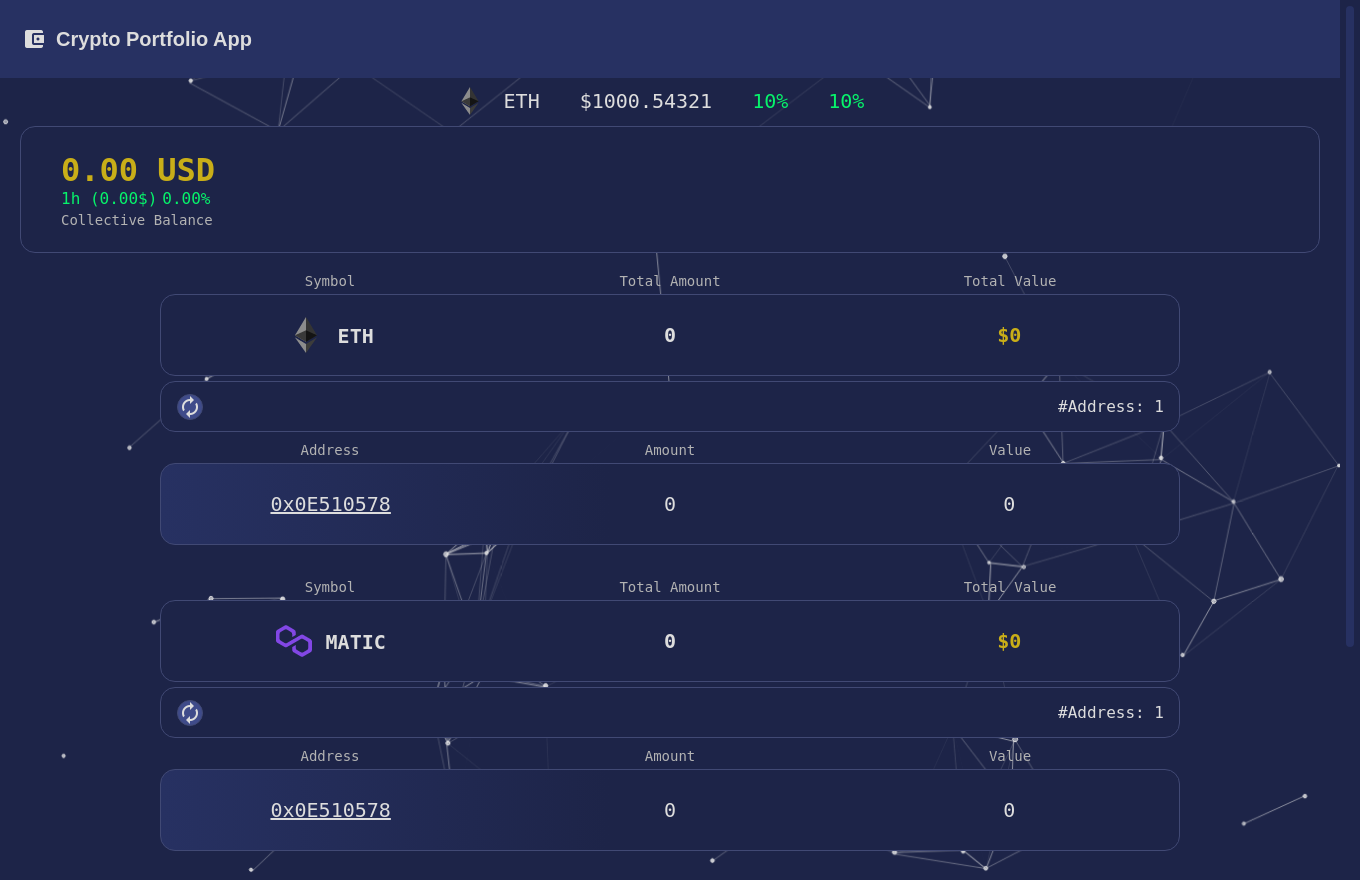 Crypto Portfolio App
ETH $1000.54321 10% 10%
0.00 USD
1h (0.00$) 0.00%
Collective Balance
Symbol Total Amount Total Value
ETH 0 $0
#Address: 1
Address Amount Value
0x0E510578 0 0
Symbol Total Amount Total Value
MATIC 0 $0
#Address: 1
Address Amount Value
0x0E510578 0 0